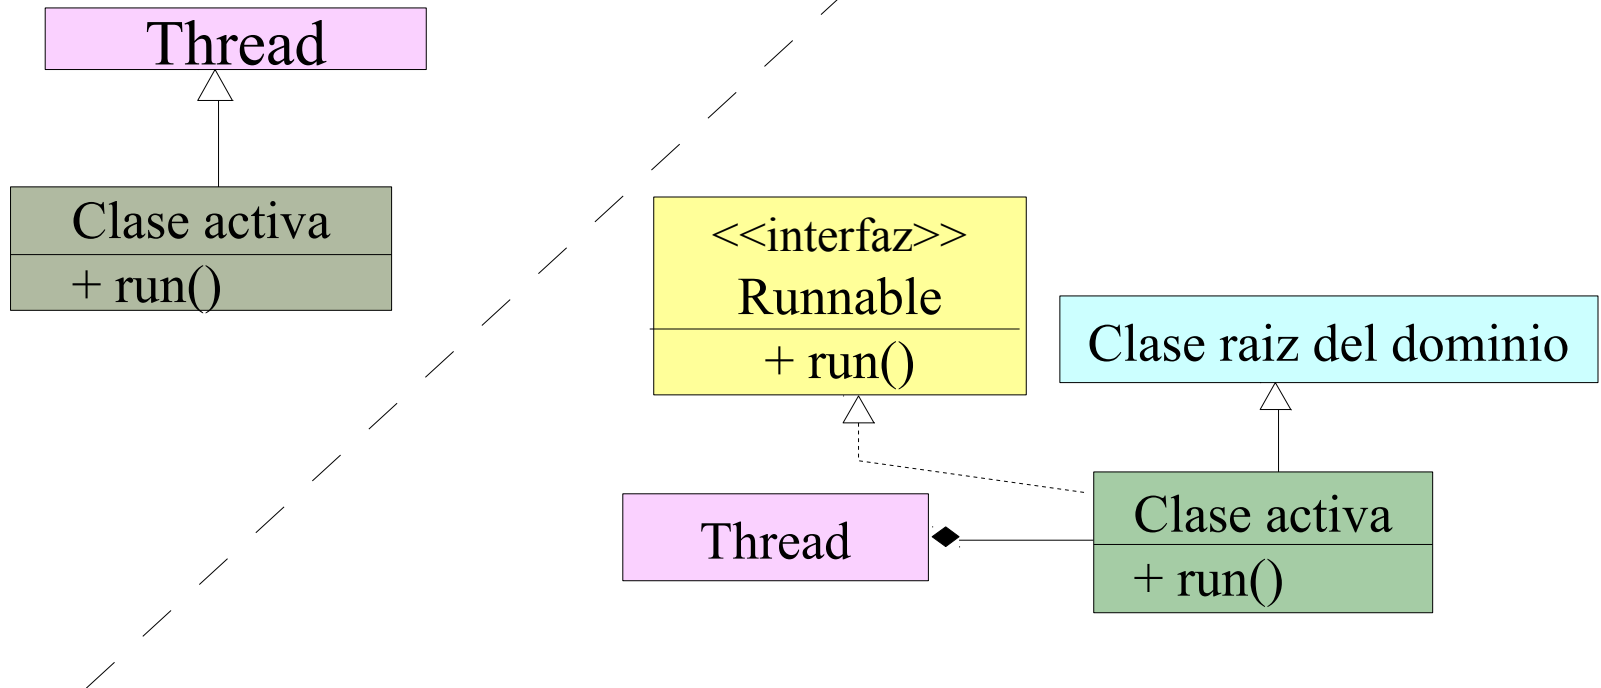 Thread
Clase activa
+ run()
<<interfaz>>
Runnable
+ run()
Clase raiz del dominio
Thread
Clase activa
+ run()